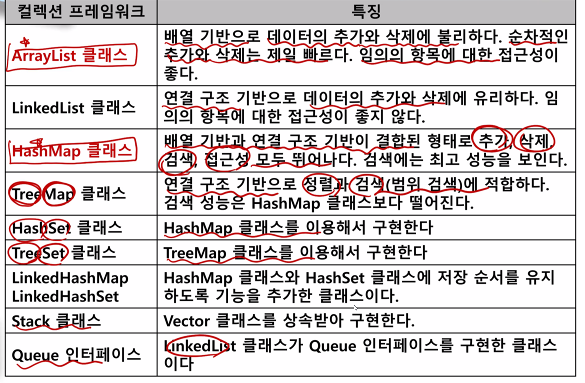 컬렉션 프레임워크
특징
ArrayList 클래스
배열 기반으로 데이터의 추가와 삭제에 불리하다. 순차적인
추가와 삭제는 제일 빠르다. 임의의 항목에 대한 접근성이
좋다.
LinkedList 클래스
연결 구조 기반으로 데이터의 추가와 삭제에 유리하다. 임
의의 항목에 대한 접근성이 좋지 않다.
HashMap 클래스
배열 기반과 연결 구조 기반이 결합된 형태로 추가, 삭제,
검색, 접근성 모두 뛰어나다. 검색에는 최고 성능을 보인다.
TreeMap 클래스
연결 구조 기반으로 정렬과 검색(범위 검색)에 적합하다.
검색 성능은 HashMap 클래스보다 떨어진다.
HashSet 클래스
HashMap 클래스를 이용해서 구현한다
TreeSet 클래스
TreeMap 클래스를 이용해서 구현한다
LinkedHashMap
LinkedHashSet
HashMap 클래스와 HashSet 클래스에 저장 순서를 유지
하도록 기능을 추가한 클래스이다.
Stack 클래스
Vector 클래스를 상속받아 구현한다.
Queue 인터페이스
LinkedList 클래스가 Queue 인터페이스를 구현한 클래스
이다